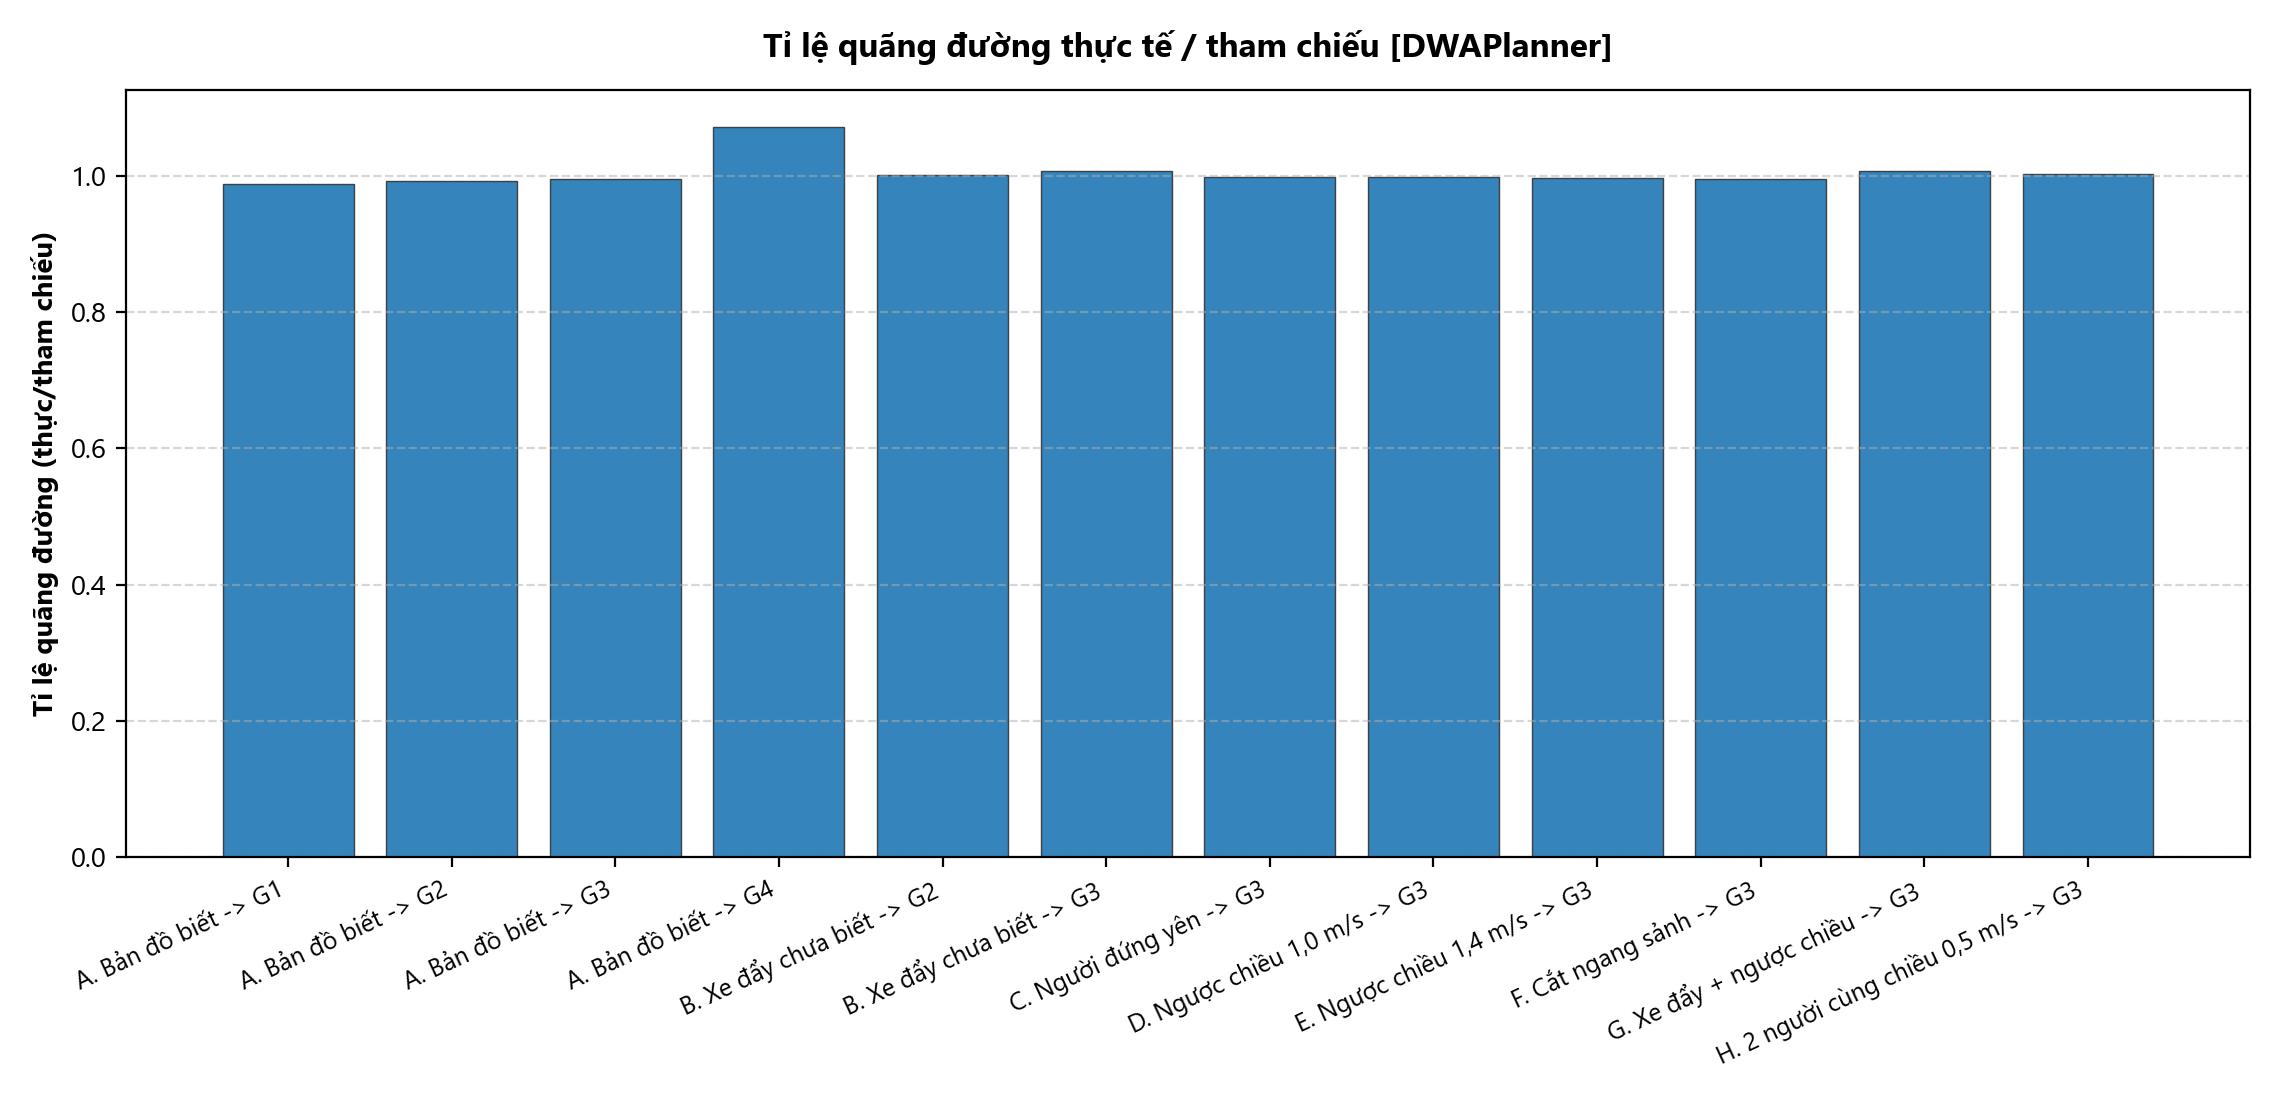 Tỉ lệ quãng đường thực tế / tham chiếu [DWAPlanner]
Tỉ lệ quãng đường (thực/tham chiếu)
1.0
0.8
0.6
0.4
0.2
0.0
A. Bản đồ biết -> G1
A. Bản đồ biết -> G2
A. Bản đồ biết -> G3
A. Bản đồ biết -> G4
B. Xe đẩy chưa biết -> G2
B. Xe đẩy chưa biết -> G3
C. Người đứng yên -> G3
D. Ngược chiều 1,0 m/s -> G3
E. Ngược chiều 1,4 m/s -> G3
F. Cắt ngang sảnh -> G3
G. Xe đẩy + ngược chiều -> G3
H. 2 người cùng chiều 0,5 m/s -> G3